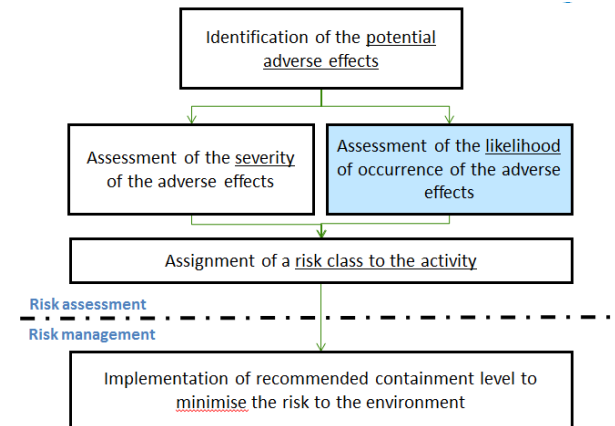 Identification of the potential
adverse effects
Assessment of the severity
of the adverse effects
Assessment of the likelihood
of occurrence of the adverse
effects
Assignment of a risk class to the activity
Risk assessment
Risk management
Implementation of recommended containment level to
minimise the risk to the environment